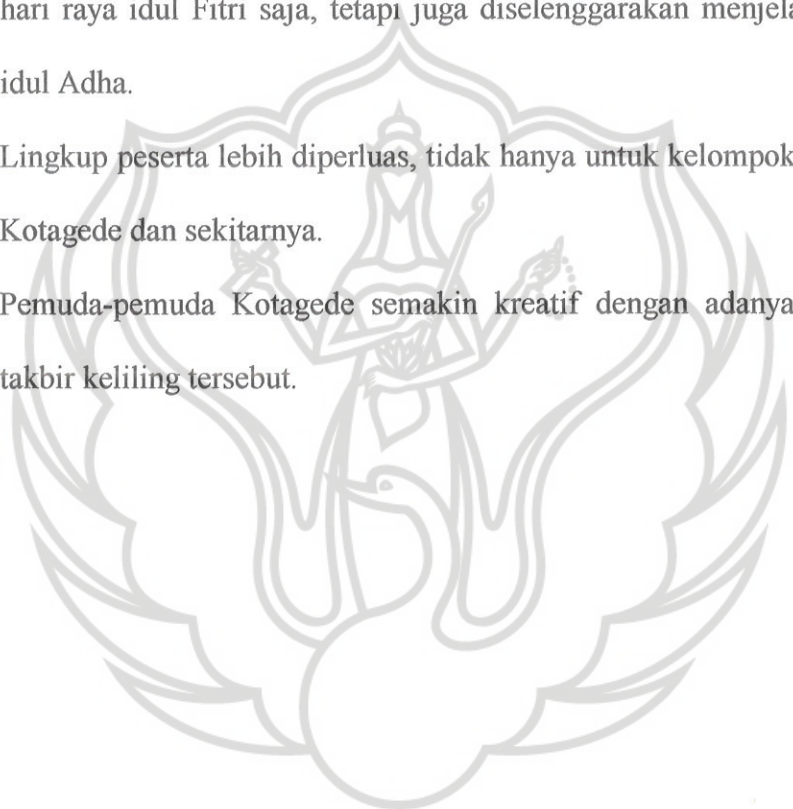 hari raya idul Fitri saja, tetapi juga diselenggarakan
idul Adha.
Lingkup peserta lebih diperluas, tidak hanya untuk kelompok
Kotagede dan sekitarnya.
Pemuda-pemuda Kotagede semakin kreatif dengan adanya
takbir keliling tersebut.